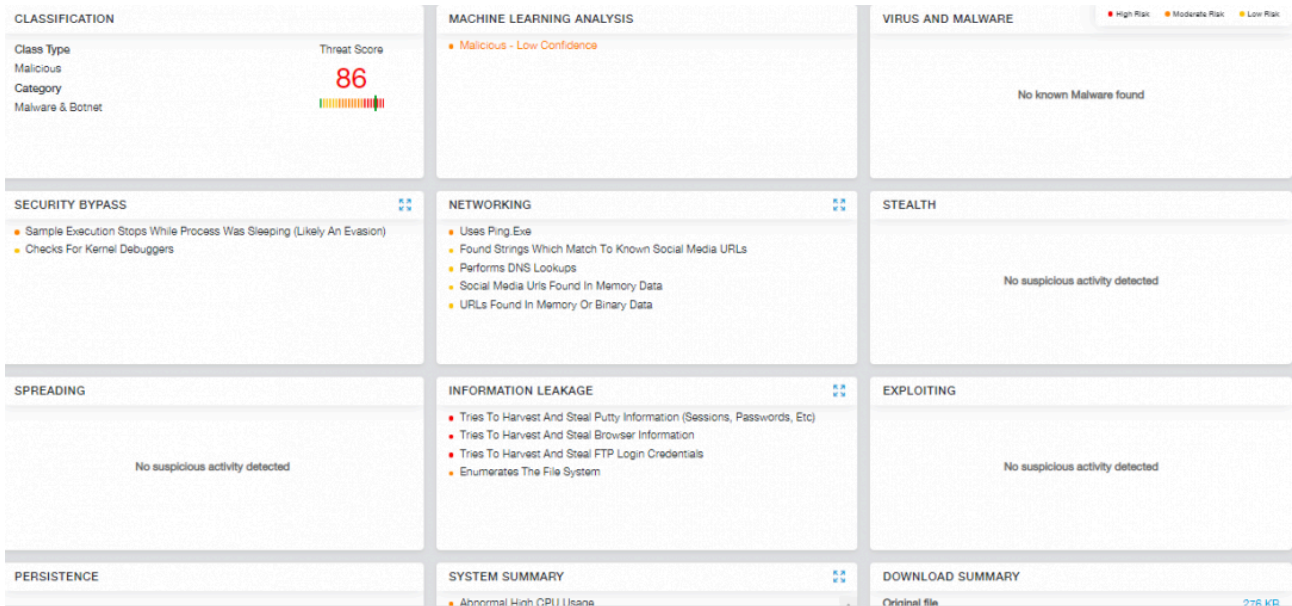 CLASSIFICATION
Class Type
Threat Score
Malicious
86
Category
Malware & Botnet
MACHINE LEARNING ANALYSIS
Malicious - Low Confidence
VIRUS AND MALWARE
High Risk
Moderate Risk
Low Risk
No known Malware found
SECURITY BYPASS
Sample Execution Stops While Process Was Sleeping (Likely An Evasion)
Checks For Kernel Debuggers
NETWORKING
Uses Ping.Exe
Found Strings Which Match To Known Social Media URLs
Performs DNS Lookups
Social Media Urls Found In Memory Data
URLs Found In Memory Or Binary Data
STEALTH
No suspicious activity detected
SPREADING
No suspicious activity detected
INFORMATION LEAKAGE
Tries To Harvest And Steal Putty Information (Sessions, Passwords, Etc)
Tries To Harvest And Steal Browser Information
Tries To Harvest And Steal FTP Login Credentials
Enumerates The File System
EXPLOITING
No suspicious activity detected
PERSISTENCE
SYSTEM SUMMARY
Abnormal High CPU Usage
DOWNLOAD SUMMARY
Original file
276 KB